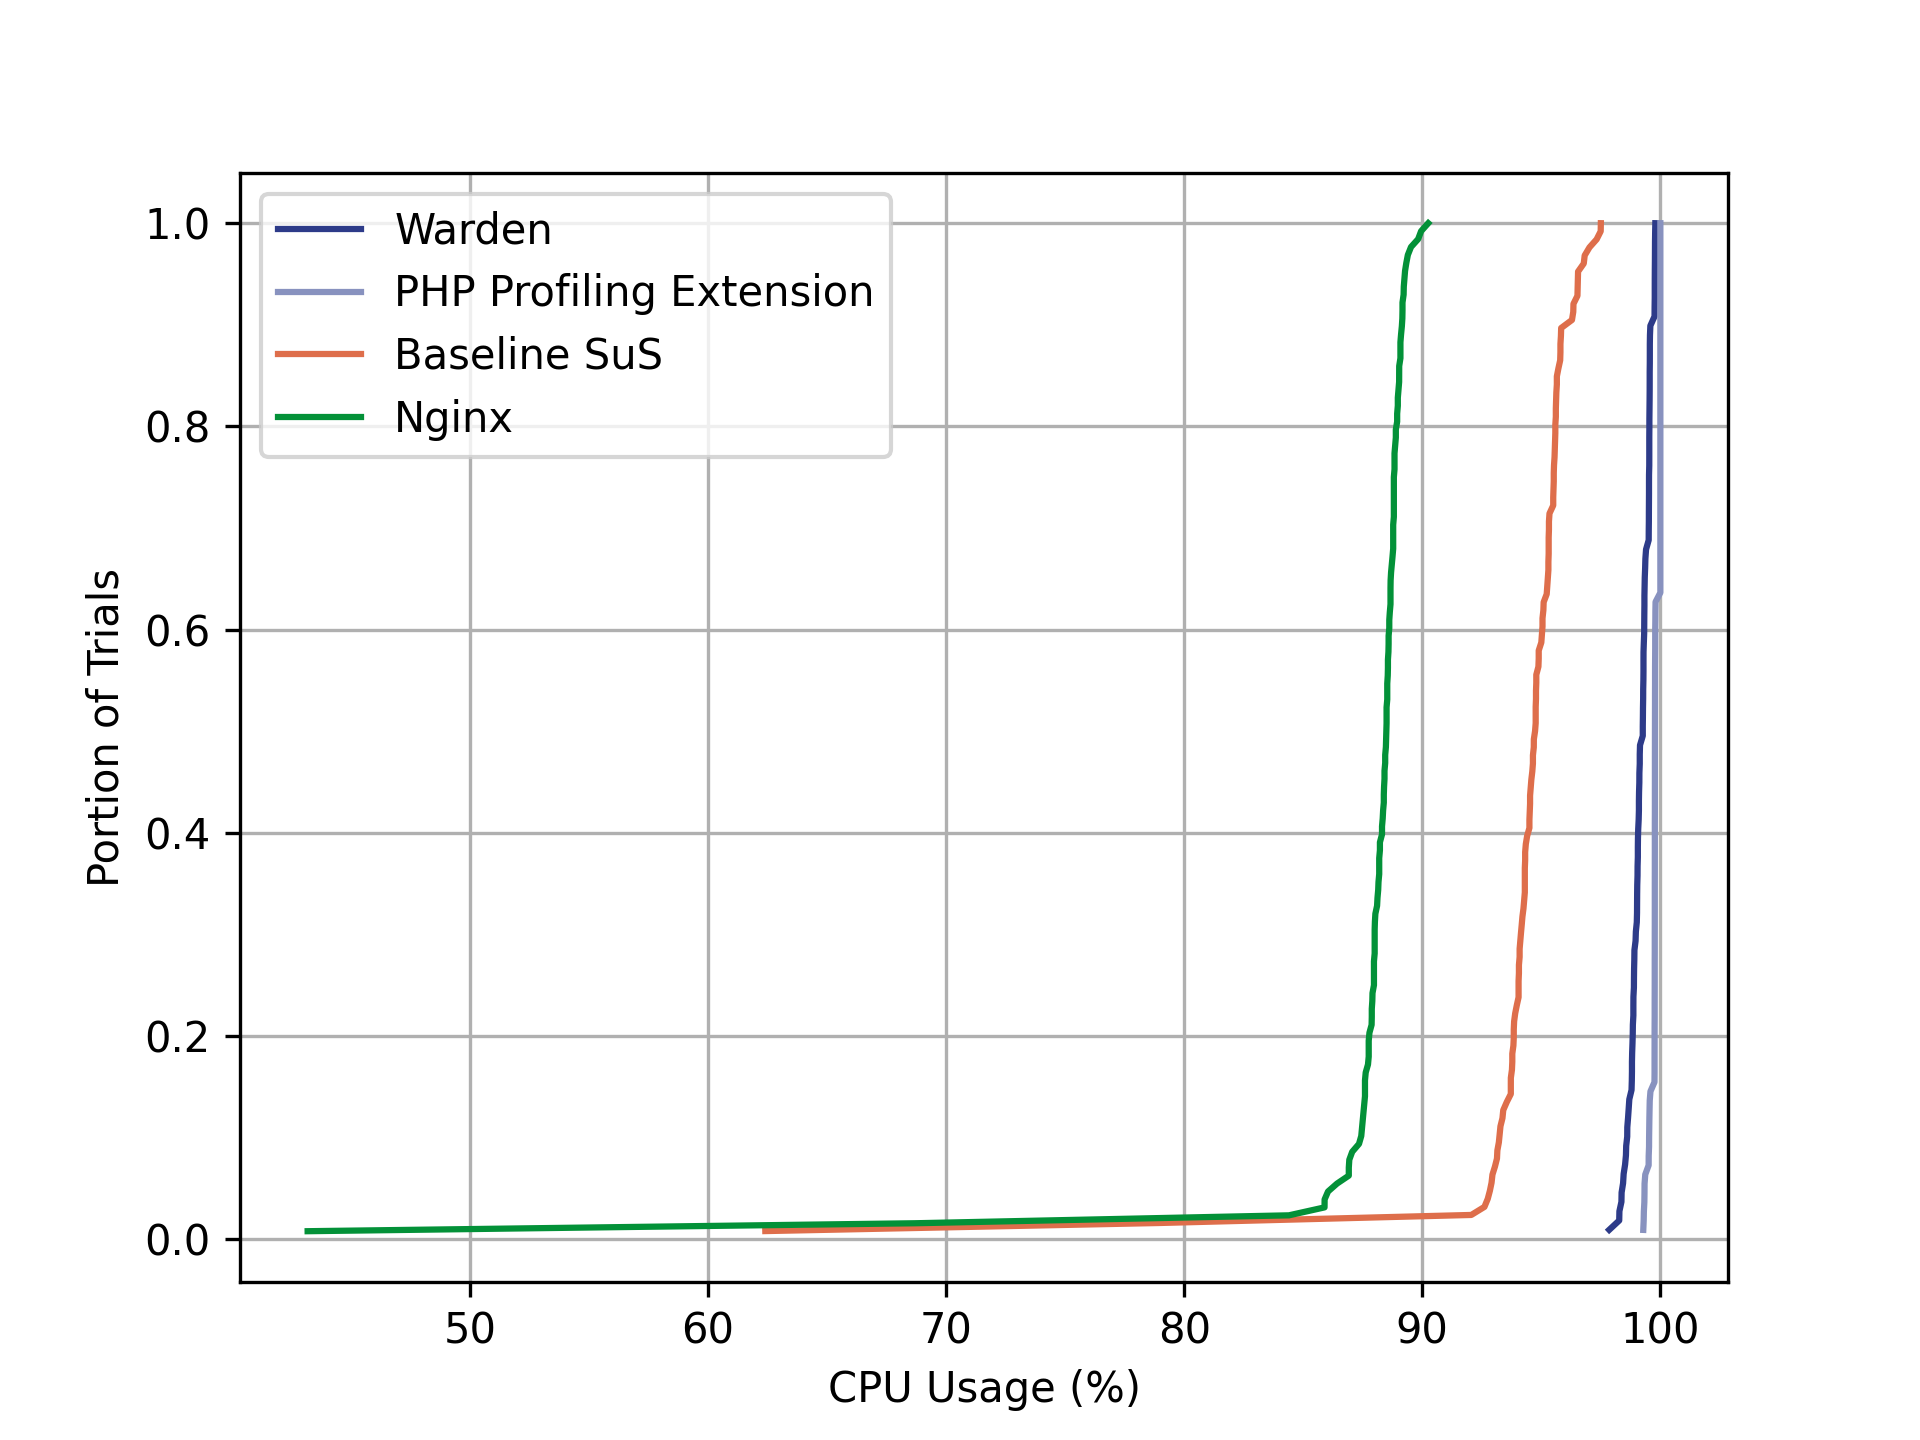 Warden
PHP Profiling Extension
Baseline SuS
Nginx
1.0
0.8
0.6
0.4
0.2
0.0
Portion of Trials
50 60 70 80 90 100
CPU Usage (%)